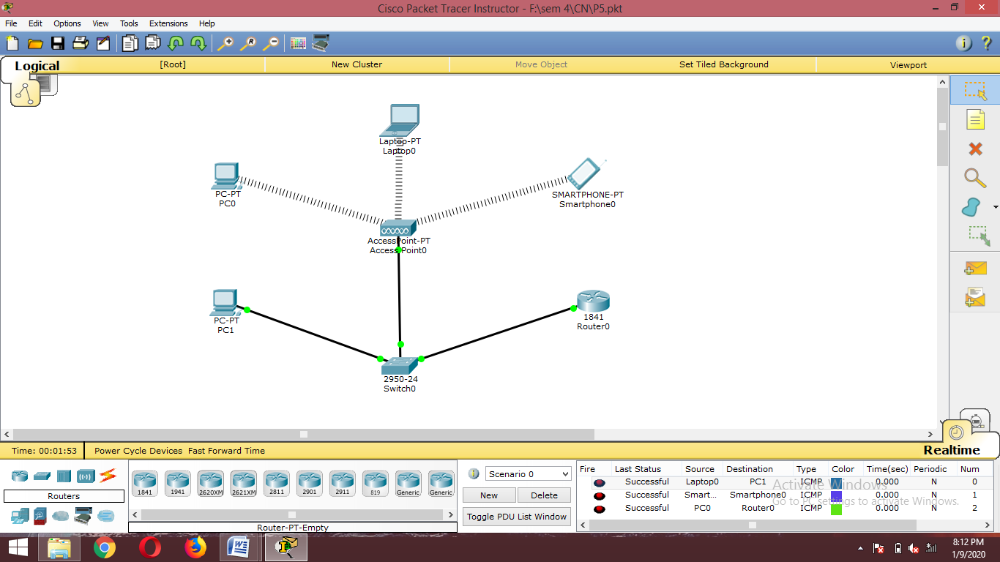 Cisco Packet Tracer Instructor - F:\sem 4\CN\P5.pkt
File Edit Options View Tools Extensions Help
Logical [Root] New Cluster Move Object Set Tiled Background Viewport
Laptop-PT
Laptop0
PC-PT
PC0
SMARTPHONE-PT
Smartphone0
AccessPoint-PT
Access Point0
PC-PT
PC1
1841
Router0
2950-24
Switch0
Time: 00:01:53 Power Cycle Devices Fast Forward Time Realtime
Routers
1841 1941 2620XM 2621XM 2811 2901 2911 819 Generic Generic
Router-PT-Empty
Scenario 0
New Delete
Toggle PDU List Window
Fire Last Status Source Destination Type Color Time(sec) Periodic Num
Successful Laptop0 PC1 ICMP 0.000 N 0
Successful Smart... Smartphone0 ICMP 0.000 N 1
Successful PC0 Router0 ICMP 0.000 N 2
Activate Windows
Go to PC settings to activate Windows.
8:12 PM
1/9/2020